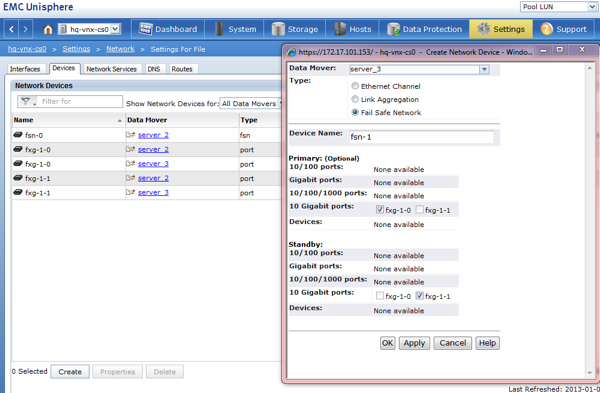 EMC Unisphere
Pool LUN
hq-vnx-cs0
Dashboard
System
Storage
Hosts
Data Protection
Settings
Support
hq-vnx-cs0 > Settings > Network > Settings For File
Interfaces Devices Network Services DNS Routes
Network Devices
Filter for
Show Network Devices for: All Data Movers
Name Data Mover Type
fsn-0 server_2 fsn
fxg-1-0 server_2 port
fxg-1-0 server_3 port
fxg-1-1 server_2 port
fxg-1-1 server_3 port
0 Selected Create Properties Delete
https://172.17.101.153/ - hq-vnx-cs0 - Create Network Device - Windo...
Data Mover: server_3
Type: Ethernet Channel
Link Aggregation
Fail Safe Network
Device Name: fsn-1
Primary: (Optional)
10/100 ports: None available
Gigabit ports: None available
10/100/1000 ports: None available
10 Gigabit ports: fxg-1-0 fxg-1-1
Devices: None available
Standby:
10/100 ports: None available
Gigabit ports: None available
10/100/1000 ports: None available
10 Gigabit ports: fxg-1-0 fxg-1-1
Devices: None available
OK Apply Cancel Help
Last Refreshed: 2013-01-0